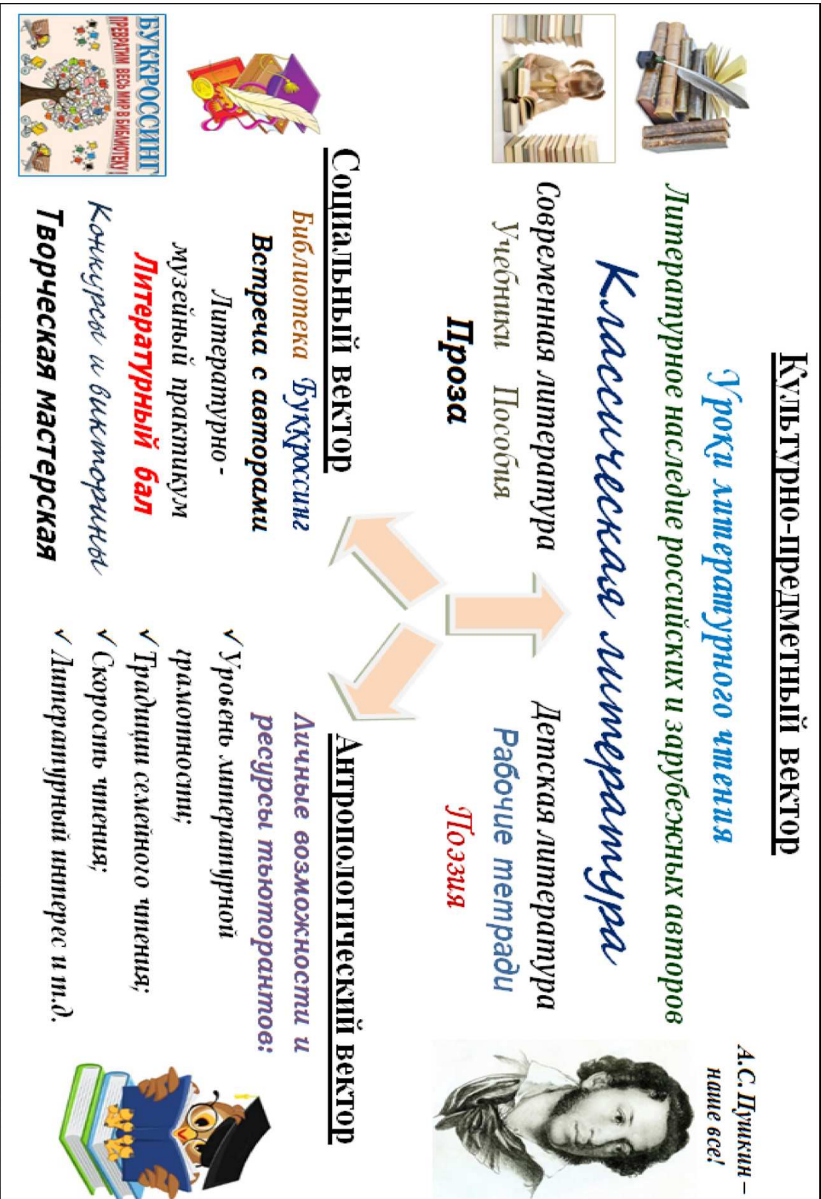 Культурно-предметный вектор
Уроки литературного чтения
Литературное наследие российских и зарубежных авторов
Классическая литература
Современная литература
Детская литература
Учебники Пособия
Рабочие тетради
Проза
Поэзия
А.С. Пушкин –
наше все!
Социальный вектор
Библиотека Буккроссинг
Встреча с авторами
Литературно-
музейный практикум
Литературный бал
Конкурсы и викторины
Творческая мастерская
БУККРОССИНГ
ПРЕВРАТИМ ВЕСЬ МИР В БИБЛИОТЕКУ!
Антропологический вектор
Личные возможности и
ресурсы тьюторантов:
✓ Уровень литературной
грамотности;
✓ Традиции семейного чтения;
✓ Скорость чтения;
✓ Литературный интерес и т.д.